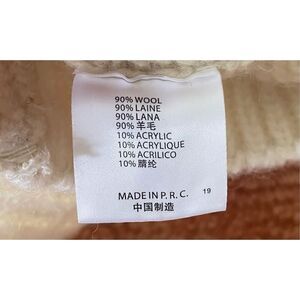 90% WOOL
90% LAINE
90% LANA
90% 羊毛
10% ACRYLIC
10% ACRYLIQUE
10% ACRILICO
10% 腈纶
MADE IN P. R. C. 19
中国制造